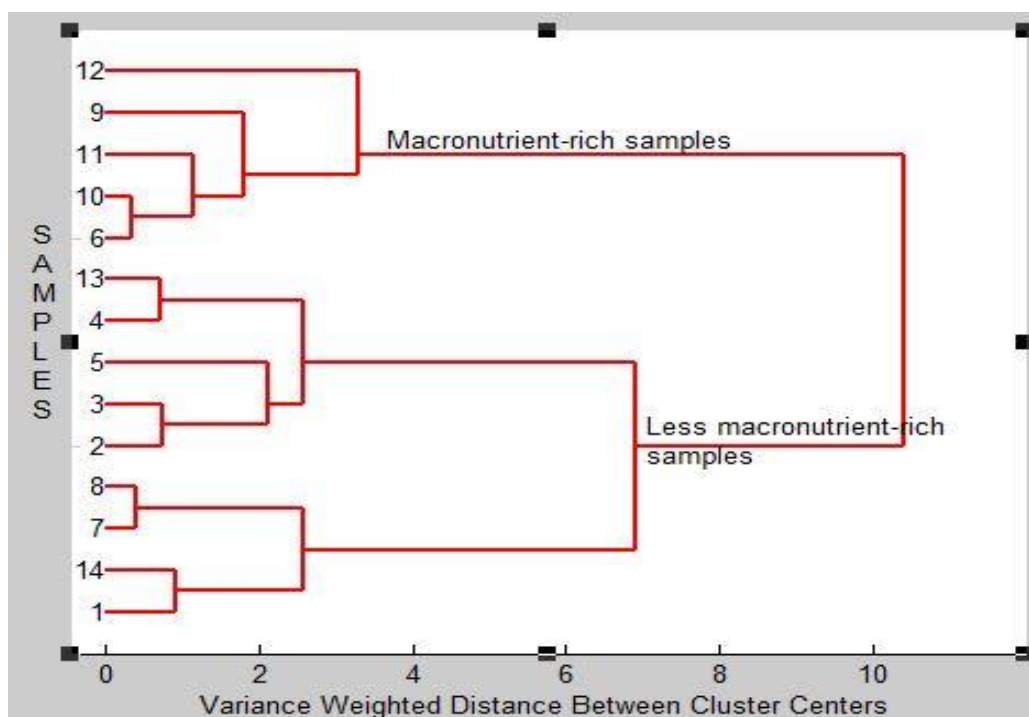 12
9
Macronutrient-rich samples
11
10
6
13
4
5
3
2
Less macronutrient-rich
samples
8
7
14
1
S
A
M
P
L
E
S
0 2 4 6 8 10
Variance Weighted Distance Between Cluster Centers